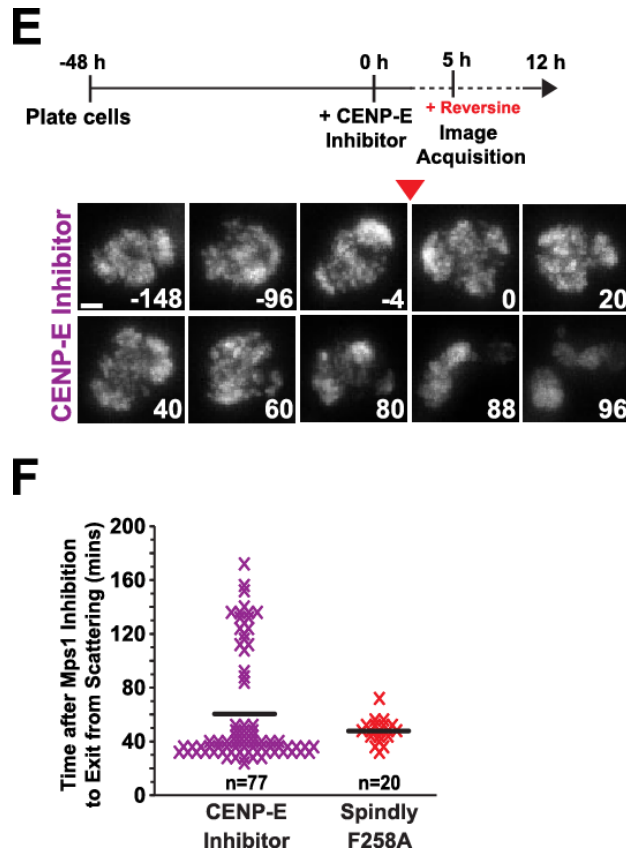 E
-48 h 0 h 5 h 12 h
Plate cells + CENP-E Inhibitor + Reversine Image Acquisition
CENP-E Inhibitor
-148 -96 -4 0 20
40 60 80 88 96
F
Time after Mps1 Inhibition
to Exit from Scattering (mins)
200
160
120
80
40
0
n=77 n=20
CENP-E Spindly
Inhibitor F258A